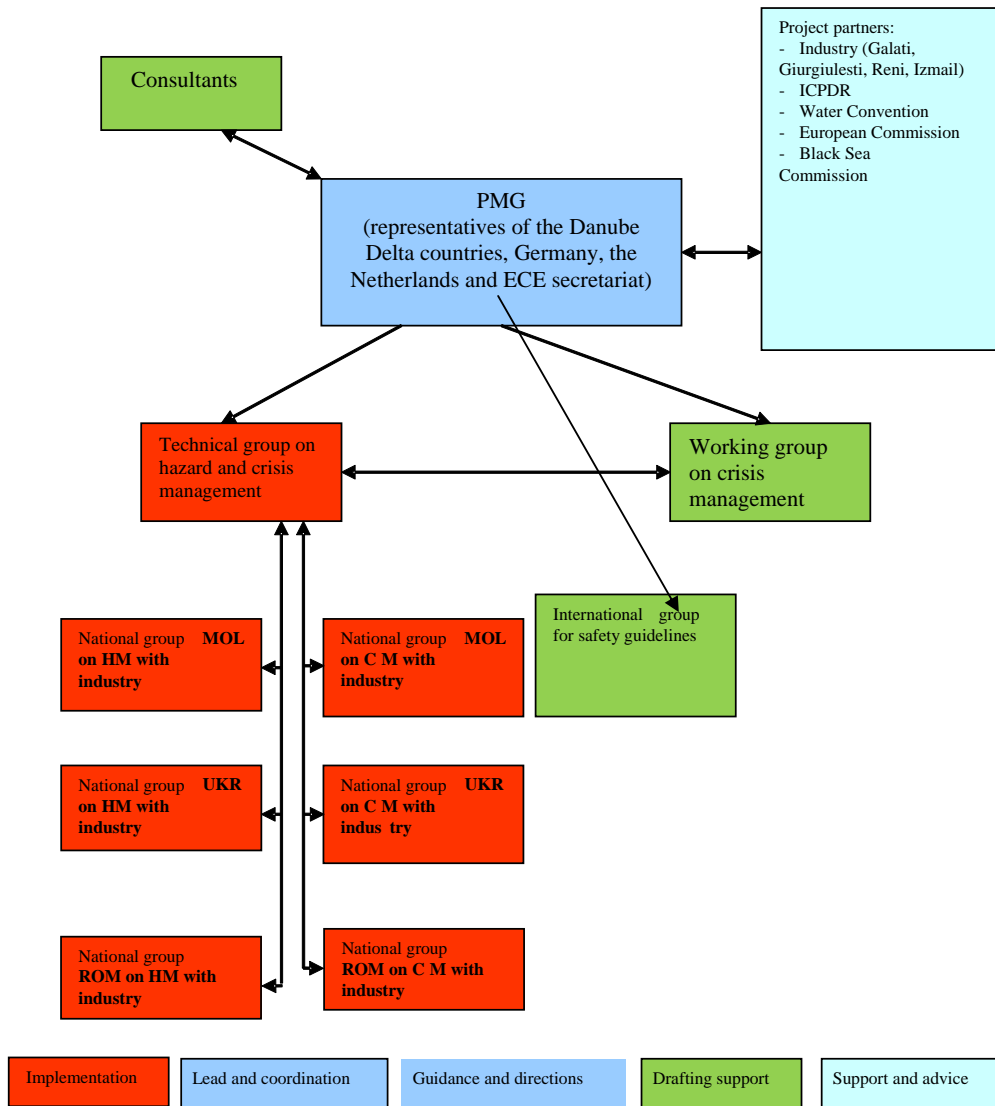 Consultants
Project partners:
- Industry (Galati,
Giurgiulesti, Reni, Izmail)
- ICPDR
- Water Convention
- European Commission
- Black Sea
Commission
PMG
(representatives of the Danube
Delta countries, Germany, the
Netherlands and ECE secretariat)
Technical group on
hazard and crisis
management
Working group
on crisis
management
International group
for safety guidelines
National group MOL
on HM with
industry
National group MOL
on C M with
industry
National group UKR
on HM with
industry
National group UKR
on C M with
indus try
National group
ROM on HM with
industry
National group
ROM on C M with
industry
Implementation
Lead and coordination
Guidance and directions
Drafting support
Support and advice